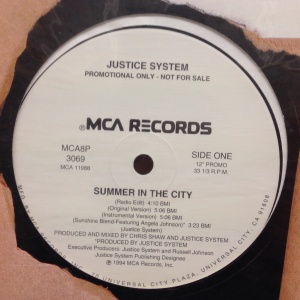 JUSTICE SYSTEM
PROMOTIONAL ONLY - NOT FOR SALE
℗MCA RECORDS
MCA8P
3069
MCA 11986
SIDE ONE
12" PROMO
33 1/3 R.P.M.
SUMMER IN THE CITY
(Radio Edit) 4:10 BMI
(Original Version) 5:06 BMI
(Instrumental Version) 5:06 BMI
(Sunshine Blend-Featuring Angela Johnson*) 3:23 BMI
(Justice System)
PRODUCED AND MIXED BY CHRIS SHAW AND JUSTICE SYSTEM
*PRODUCED BY JUSTICE SYSTEM
Executive Producers: Justice System and Russell Johnson
Justice System Publishing Designee
℗1994 MCA Records, Inc.
UNIVERSAL CITY PLAZA, UNIVERSAL CITY, CA 91608